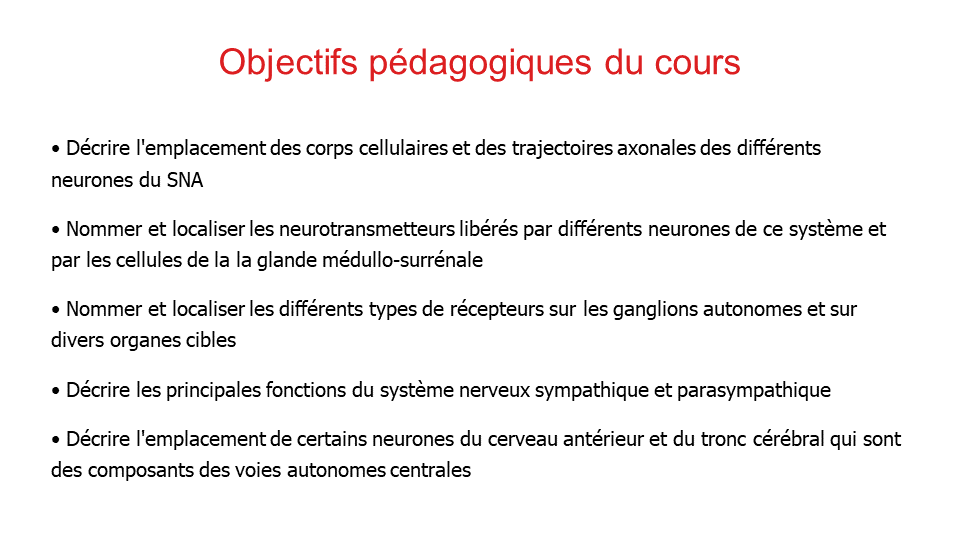 Objectifs pédagogiques du cours
• Décrire l'emplacement des corps cellulaires et des trajectoires axonales des différents
neurones du SNA
• Nommer et localiser les neurotransmetteurs libérés par différents neurones de ce système et
par les cellules de la la glande médullo-surrénale
• Nommer et localiser les différents types de récepteurs sur les ganglions autonomes et sur
divers organes cibles
• Décrire les principales fonctions du système nerveux sympathique et parasympathique
• Décrire l'emplacement de certains neurones du cerveau antérieur et du tronc cérébral qui sont
des composants des voies autonomes centrales